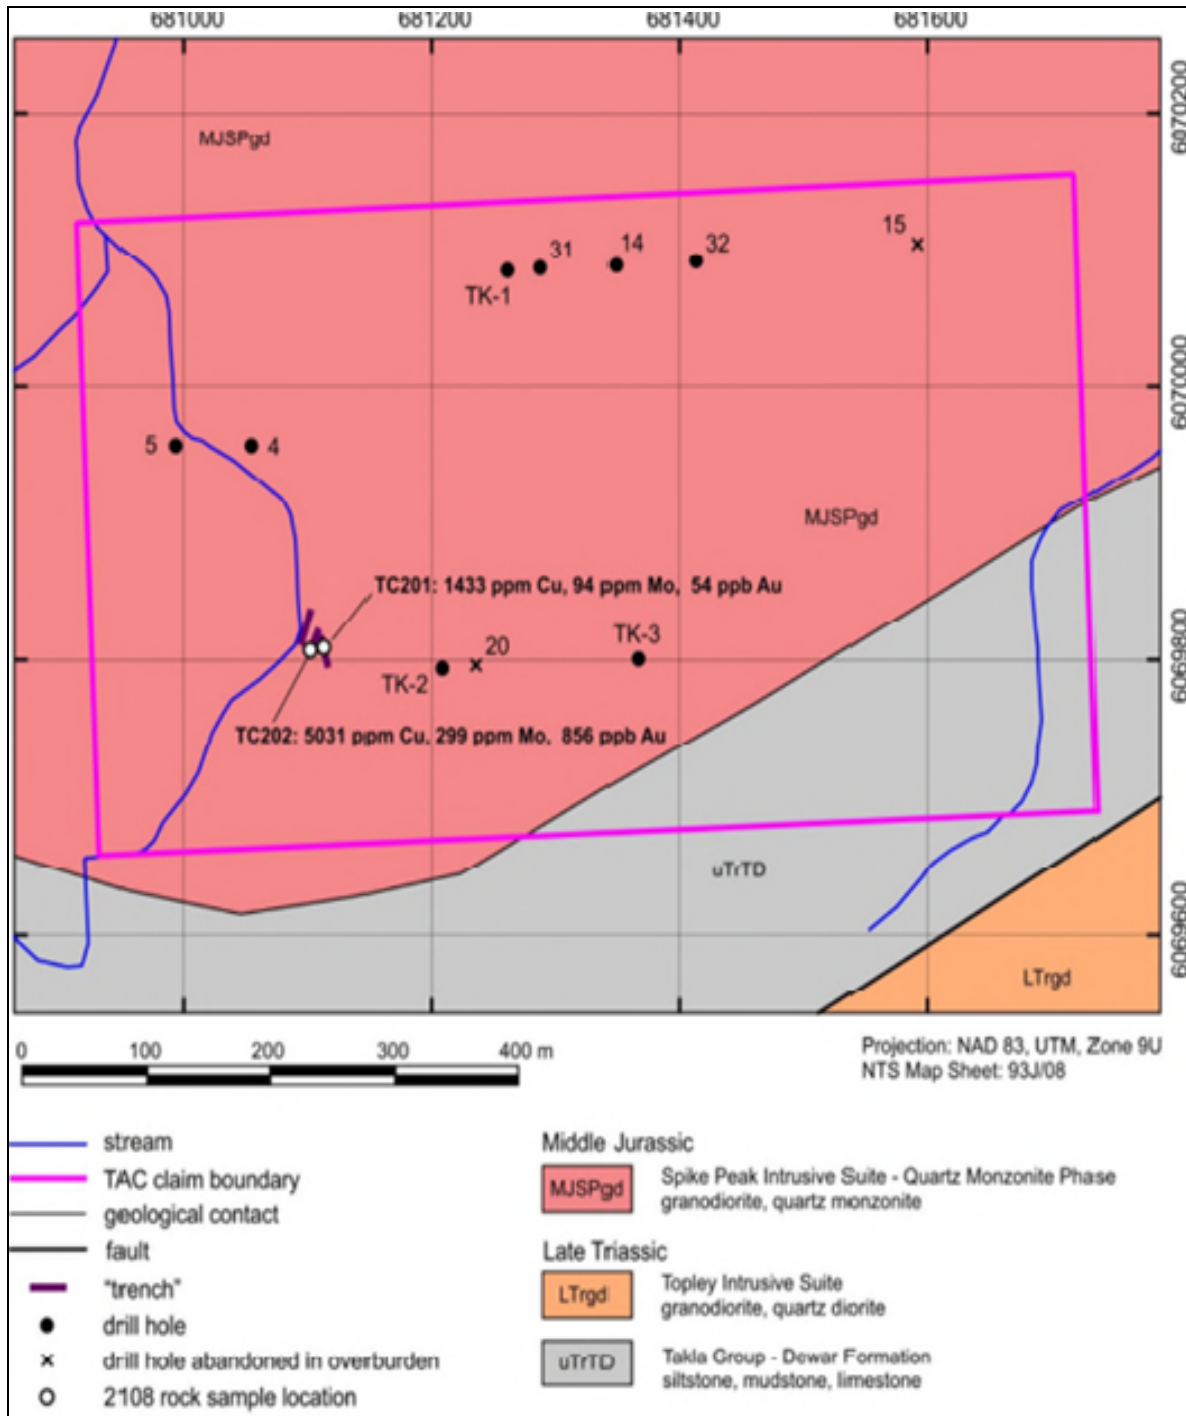 681000
681200
681400
681600
6070200
MJSPgd
15
32
14
31
TK-1
6070000
5
4
MJSPgd
TC201: 1433 ppm Cu, 94 ppm Mo, 54 ppb Au
TK-3
20
TK-2
6069800
TC202: 5031 ppm Cu, 299 ppm Mo, 856 ppb Au
uTrTD
6069600
LTrgd
0 100 200 300 400 m
Projection: NAD 83, UTM, Zone 9U
NTS Map Sheet: 93J/08
stream
TAC claim boundary
geological contact
fault
"trench"
drill hole
drill hole abandoned in overburden
2108 rock sample location
Middle Jurassic
MJSPgd
Spike Peak Intrusive Suite - Quartz Monzonite Phase
granodiorite, quartz monzonite
Late Triassic
LTrgd
Topley Intrusive Suite
granodiorite, quartz diorite
uTrTD
Takla Group - Dewar Formation
siltstone, mudstone, limestone